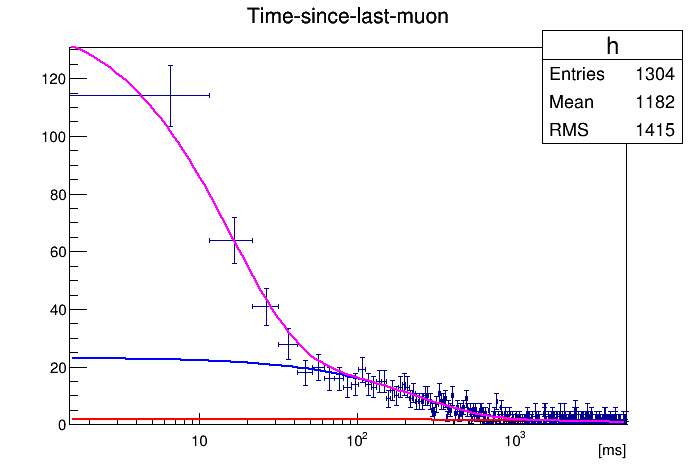 Time-since-last-muon
h
Entries 1304
Mean 1182
RMS 1415
120
100
80
60
40
20
0
10 10² 10³
[ms]